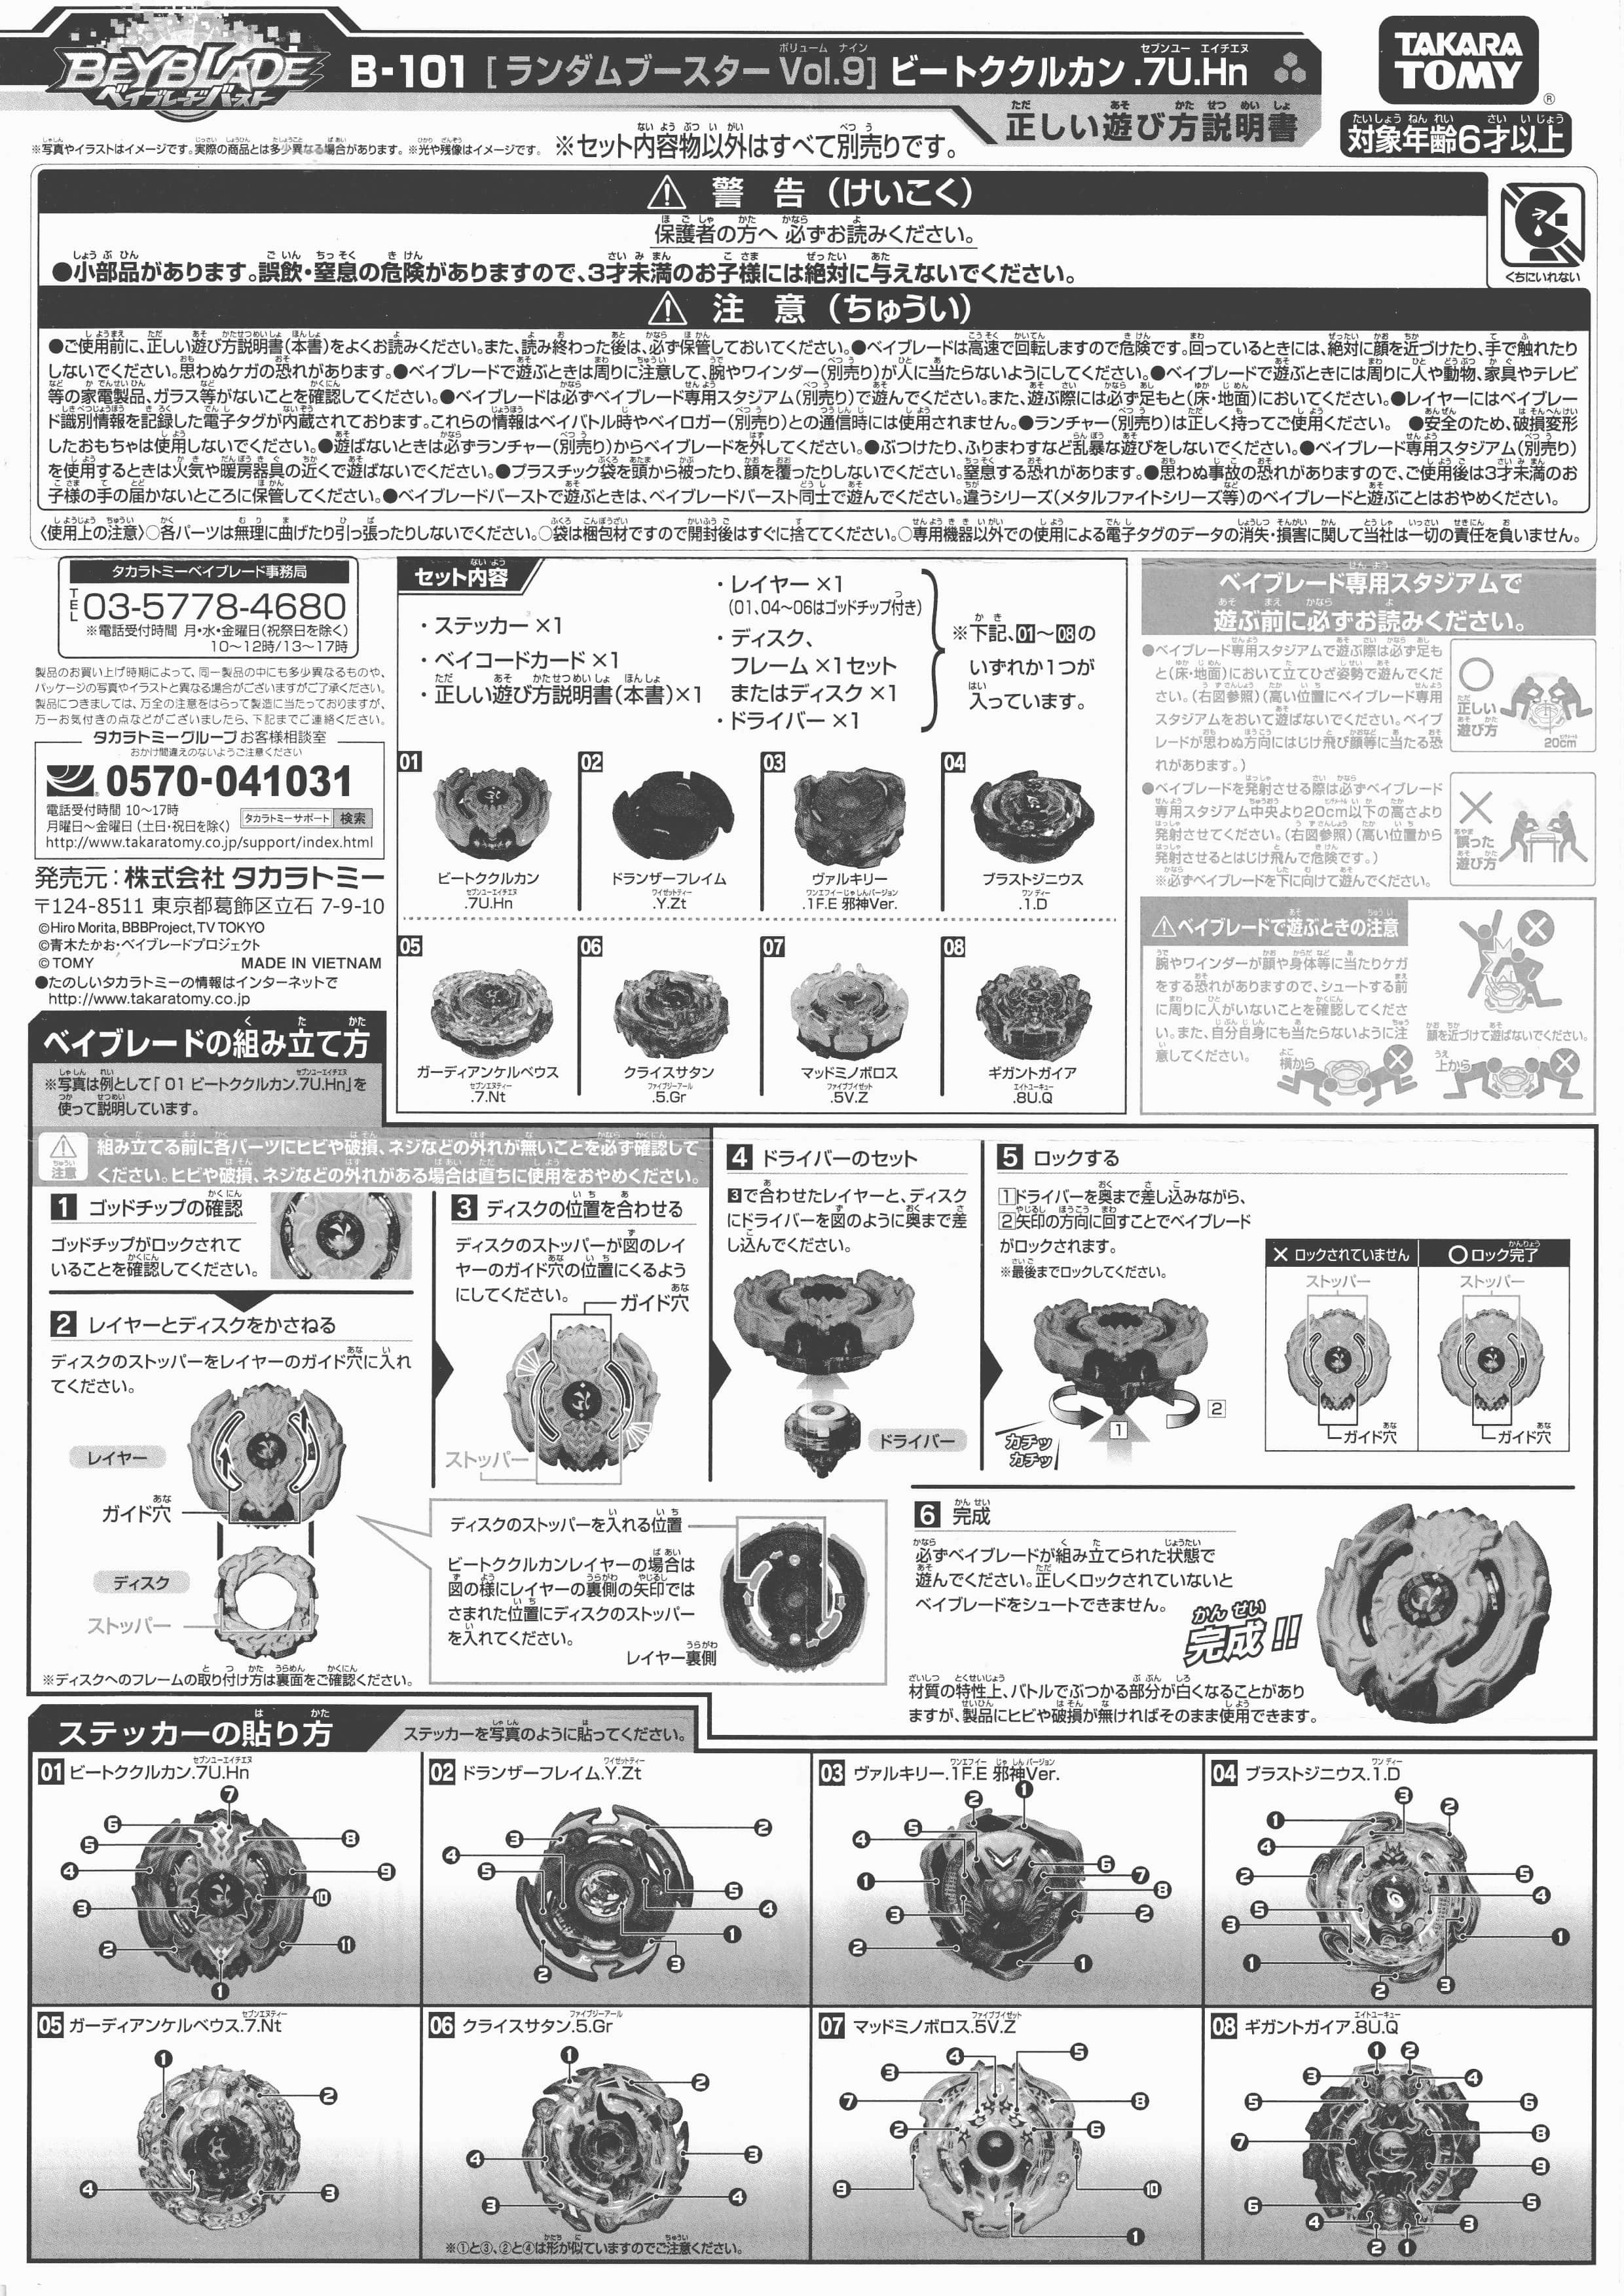 BEYBLADE
ベイブレードバースト
B-101 [ランダムブースター Vol.9] ビートククルカン .7U.Hn
正しい遊び方説明書
TAKARA TOMY
®
対象年齢6才以上
※写真やイラストはイメージです。実際の商品とは多少異なる場合があります。※光や残像はイメージです。
※セット内容物以外はすべて別売りです。
⚠ 警 告 (けいこく)
保護者の方へ 必ずお読みください。
●小部品があります。誤飲・窒息の危険がありますので、3才未満のお子様には絶対に与えないでください。
くちにいれない
⚠ 注 意 (ちゅうい)
●ご使用前に、正しい遊び方説明書(本書)をよくお読みください。また、読み終わった後は、必ず保管しておいてください。●ベイブレードは高速で回転しますので危険です。回っているときには、絶対に顔を近づけたり、手で触れたり
しないでください。思わぬケガの恐れがあります。●ベイブレードで遊ぶときは周りに注意して、腕やワインダー(別売り)が人に当たらないようにしてください。●ベイブレードで遊ぶときには周りに人や動物、家具やテレビ
等の家電製品、ガラス等がないことを確認してください。●ベイブレードは必ずベイブレード専用スタジアム(別売り)で遊んでください。また、遊ぶ際には必ず足もと(床・地面)においてください。●レイヤーにはベイブレー
ド識別情報を記録した電子タグが内蔵されております。これらの情報はベイバトル時やベイロガー(別売り)との通信時には使用されません。●ランチャー(別売り)は正しく持ってご使用ください。 ●安全のため、破損変形
したおもちゃは使用しないでください。●遊ばないときは必ずランチャー(別売り)からベイブレードを外してください。●ぶつけたり、ふりまわすなど乱暴な遊びをしないでください。●ベイブレード専用スタジアム(別売り)
を使用するときは火気や暖房器具の近くで遊ばないでください。●プラスチック袋を頭から被ったり、顔を覆ったりしないでください。窒息する恐れがあります。●思わぬ事故の恐れがありますので、ご使用後は3才未満のお
子様の手の届かないところに保管してください。●ベイブレードバーストで遊ぶときは、ベイブレードバースト同士で遊んでください。違うシリーズ(メタルファイトシリーズ等)のベイブレードと遊ぶことはおやめください。
〈使用上の注意〉○各パーツは無理に曲げたり引っ張ったりしないでください。○袋は梱包材ですので開封後はすぐに捨ててください。○専用機器以外での使用による電子タグのデータの消失・損害に関して当社は一切の責任を負いません。
タカラトミーベイブレード事務局
TEL 03-5778-4680
※電話受付時間 月・水・金曜日(祝祭日を除く)
10〜12時/13〜17時
製品のお買い上げ時期によって、同一製品の中にも多少異なるものや、
パッケージの写真やイラストと異なる場合がございますがご了承ください。
製品につきましては、万全の注意をはらって製造に当たっておりますが、
万一お気付きの点などがございましたら、下記までご連絡ください。
タカラトミーグループ お客様相談室
おかけ間違えのないようご注意ください
0570-041031
電話受付時間 10〜17時
月曜日〜金曜日(土日・祝日を除く)
タカラトミーサポート 検索
http://www.takaratomy.co.jp/support/index.html
発売元:株式会社 タカラトミー
〒124-8511 東京都葛飾区立石 7-9-10
©Hiro Morita, BBBProject, TV TOKYO
©青木たかお・ベイブレードプロジェクト
© TOMY MADE IN VIETNAM
●たのしいタカラトミーの情報はインターネットで
http://www.takaratomy.co.jp
セット内容
・ステッカー ×1
・ベイコードカード ×1
・正しい遊び方説明書(本書)×1
・レイヤー ×1
(01、04〜06はゴッドチップ付き)
・ディスク、
フレーム ×1セット
またはディスク ×1
・ドライバー ×1
※下記、01〜08の
いずれか1つが
入っています。
01 ビートククルカン .7U.Hn
02 ドランザーフレイム .Y.Zt
03 ヴァルキリー .1F.E 邪神Ver.
04 ブラストジニウス .1.D
05 ガーディアンケルベウス .7.Nt
06 クライスサタン .5.Gr
07 マッドミノボロス .5V.Z
08 ギガントガイア .8U.Q
ベイブレード専用スタジアムで
遊ぶ前に必ずお読みください。
●ベイブレード専用スタジアムで遊ぶ際は必ず足も
と(床・地面)において立てひざ姿勢で遊んでくだ
さい。(右図参照)(高い位置にベイブレード専用
スタジアムをおいて遊ばないでください。ベイブ
レードが思わぬ方向にはじけ飛び顔等に当たる恐
れがあります。)
●ベイブレードを発射させる際は必ずベイブレード
専用スタジアム中央より20cm以下の高さより
発射させてください。(右図参照)(高い位置から
発射させるとはじけ飛んで危険です。)
※必ずベイブレードを下に向けて遊んでください。
正しい遊び方
20cm
誤った遊び方
⚠ベイブレードで遊ぶときの注意
腕やワインダーが顔や身体等に当たりケガ
をする恐れがありますので、シュートする前
に周りに人がいないことを確認してくださ
い。また、自分自身にも当たらないように注
意してください。
顔を近づけて遊ばないでください。
横から
上から
ベイブレードの組み立て方
※写真は例として「01 ビートククルカン.7U.Hn」を
使って説明しています。
⚠注意
組み立てる前に各パーツにヒビや破損、ネジなどの外れが無いことを必ず確認して
ください。ヒビや破損、ネジなどの外れがある場合は直ちに使用をおやめください。
1 ゴッドチップの確認
ゴッドチップがロックされて
いることを確認してください。
2 レイヤーとディスクをかさねる
ディスクのストッパーをレイヤーのガイド穴に入れ
てください。
レイヤー
ガイド穴
ディスク
ストッパー
※ディスクへのフレームの取り付け方は裏面をご確認ください。
3 ディスクの位置を合わせる
ディスクのストッパーが図のレイ
ヤーのガイド穴の位置にくるよう
にしてください。
ガイド穴
ストッパー
ディスクのストッパーを入れる位置
ビートククルカンレイヤーの場合は
図の様にレイヤーの裏側の矢印では
さまれた位置にディスクのストッパー
を入れてください。
レイヤー裏側
4 ドライバーのセット
3で合わせたレイヤーと、ディスク
にドライバーを図のように奥まで差
し込んでください。
ドライバー
5 ロックする
1ドライバーを奥まで差し込みながら、
2矢印の方向に回すことでベイブレード
がロックされます。
※最後までロックしてください。
カチッ
カチッ
1
2
× ロックされていません
○ロック完了
ストッパー
ストッパー
ガイド穴
ガイド穴
6 完成
必ずベイブレードが組み立てられた状態で
遊んでください。正しくロックされていないと
ベイブレードをシュートできません。
完成!!
材質の特性上、バトルでぶつかる部分が白くなることがあり
ますが、製品にヒビや破損が無ければそのまま使用できます。
ステッカーの貼り方
ステッカーを写真のように貼ってください。
01 ビートククルカン.7U.Hn
02 ドランザーフレイム.Y.Zt
03 ヴァルキリー.1F.E 邪神Ver.
04 ブラストジニウス.1.D
05 ガーディアンケルベウス.7.Nt
06 クライスサタン.5.Gr
※①と③、②と④は形が似ていますのでご注意ください。
07 マッドミノボロス.5V.Z
08 ギガントガイア.8U.Q